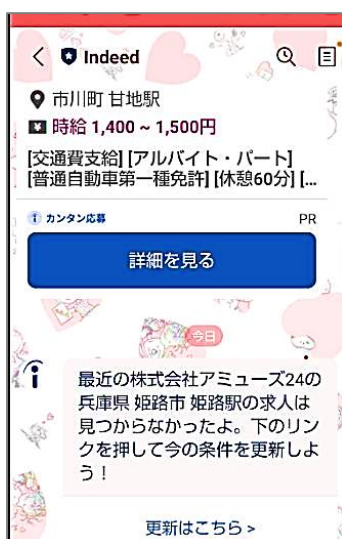 Indeed
市川町 甘地駅
時給 1,400 ~ 1,500円
[交通費支給] [アルバイト・パート]
[普通自動車第一種免許] [休憩60分] [...
カンタン応募 PR
詳細を見る
今日
最近の株式会社アミューズ24の
兵庫県 姫路市 姫路駅の求人は
見つからなかったよ。下のリン
クを押して今の条件を更新しよ
う！
更新はこちら >